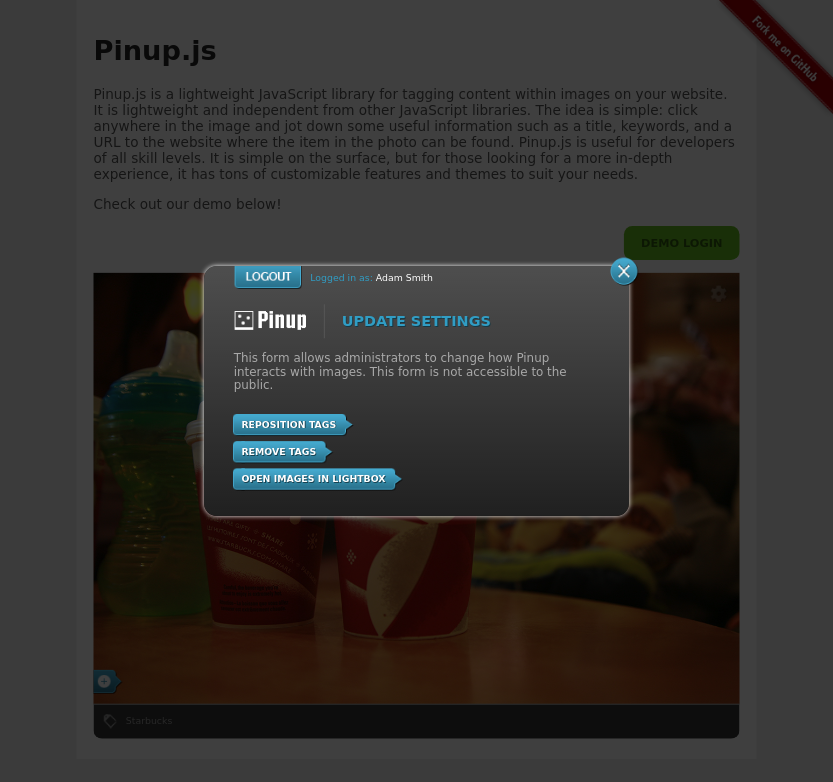 Fork me on GitHub
Pinup.js
Pinup.js is a lightweight JavaScript library for tagging content within images on your website.
It is lightweight and independent from other JavaScript libraries. The idea is simple: click
anywhere in the image and jot down some useful information such as a title, keywords, and a
URL to the website where the item in the photo can be found. Pinup.js is useful for developers
of all skill levels. It is simple on the surface, but for those looking for a more in-depth
experience, it has tons of customizable features and themes to suit your needs.
Check out our demo below!
DEMO LOGIN
LOGOUT Logged in as: Adam Smith
Pinup UPDATE SETTINGS
This form allows administrators to change how Pinup
interacts with images. This form is not accessible to the
public.
REPOSITION TAGS
REMOVE TAGS
OPEN IMAGES IN LIGHTBOX
Starbucks